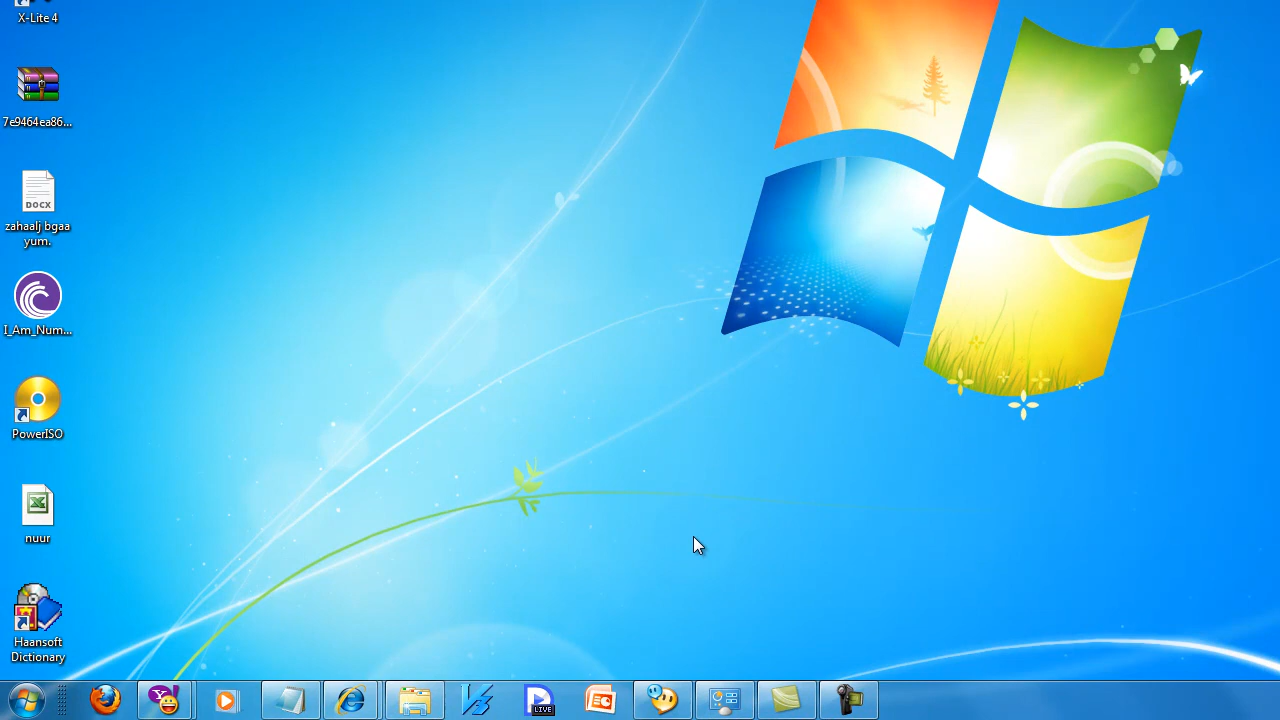 X-Lite 4
7e9464ea86...
DOCX
zahaalj bgaa
yum.
I_Am_Num...
PowerISO
nuur
Haansoft
Dictionary
LIVE